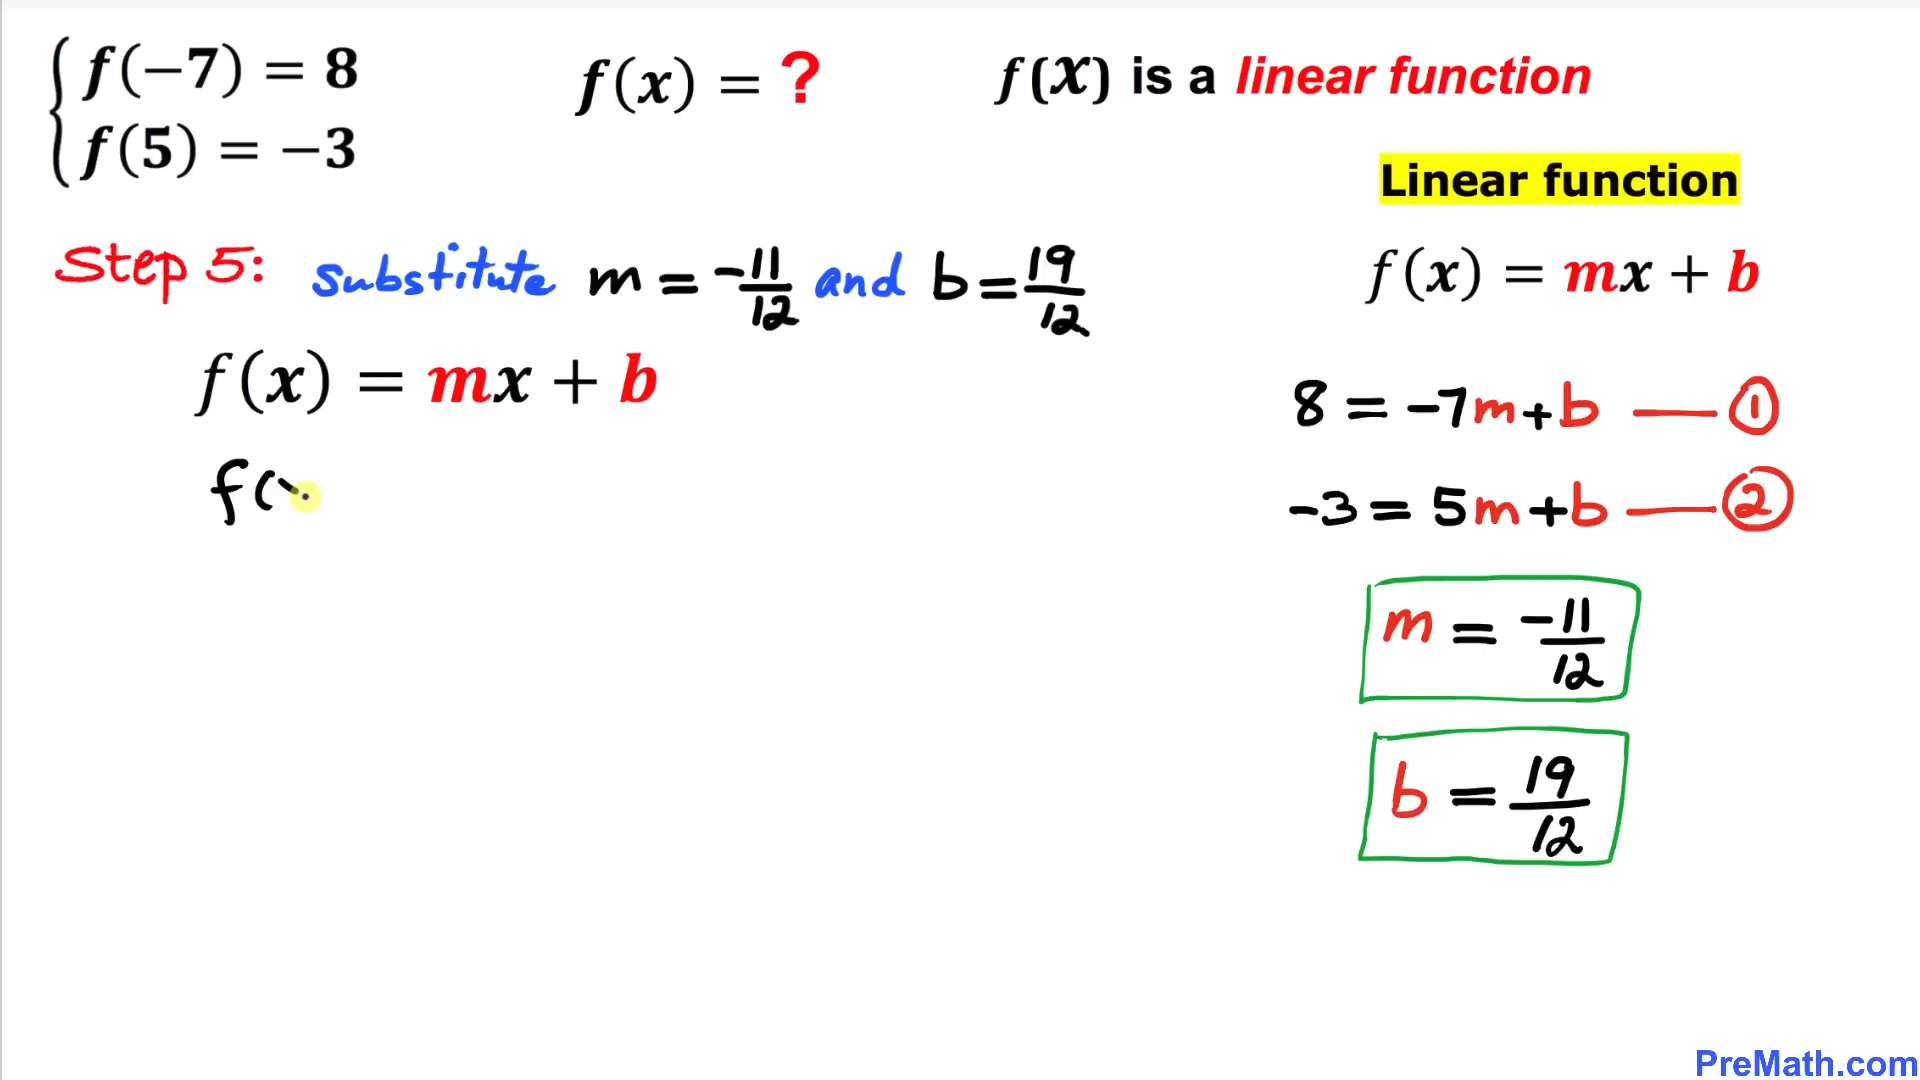 f(−7) = 8
f(5) = −3
f(x) = ?
f(x) is a linear function
Linear function
f(x) = mx + b
8 = -7m+b — ①
-3 = 5m+b — ②
m = -11/12
b = 19/12
Step 5: substitute m = -11/12 and b = 19/12
f(x) = mx + b
f(
PreMath.com